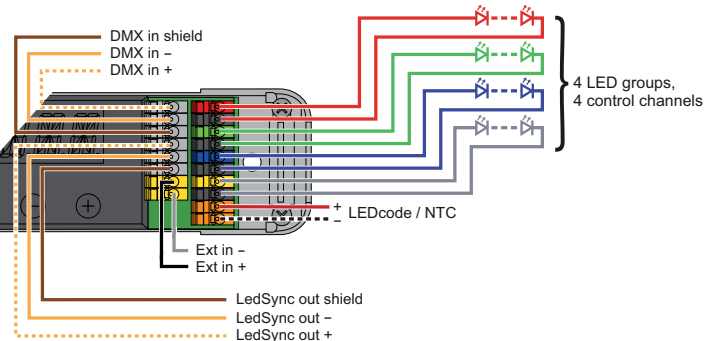 DMX in shield
DMX in –
DMX in +
4 LED groups,
4 control channels
+
– LEDcode / NTC
Ext in –
Ext in +
LedSync out shield
LedSync out –
LedSync out +